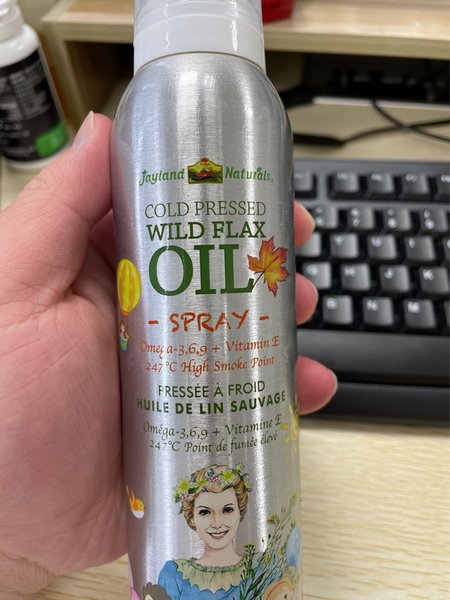 Jayland Naturals
COLD PRESSED
WILD FLAX
OIL
- SPRAY -
Omega-3,6,9 + Vitamin E
247°C High Smoke Point
PRESSÉE À FROID
HUILE DE LIN SAUVAGE
Oméga-3,6,9 + Vitamine E
247°C Point de fumée élevé